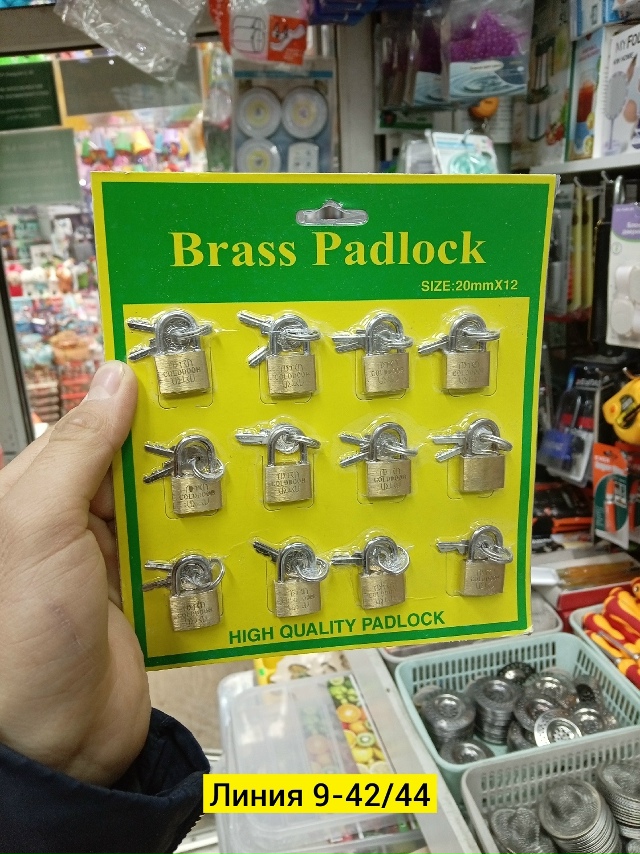 Brass Padlock
SIZE:20mmX12
HIGH QUALITY PADLOCK
Линия 9-42/44